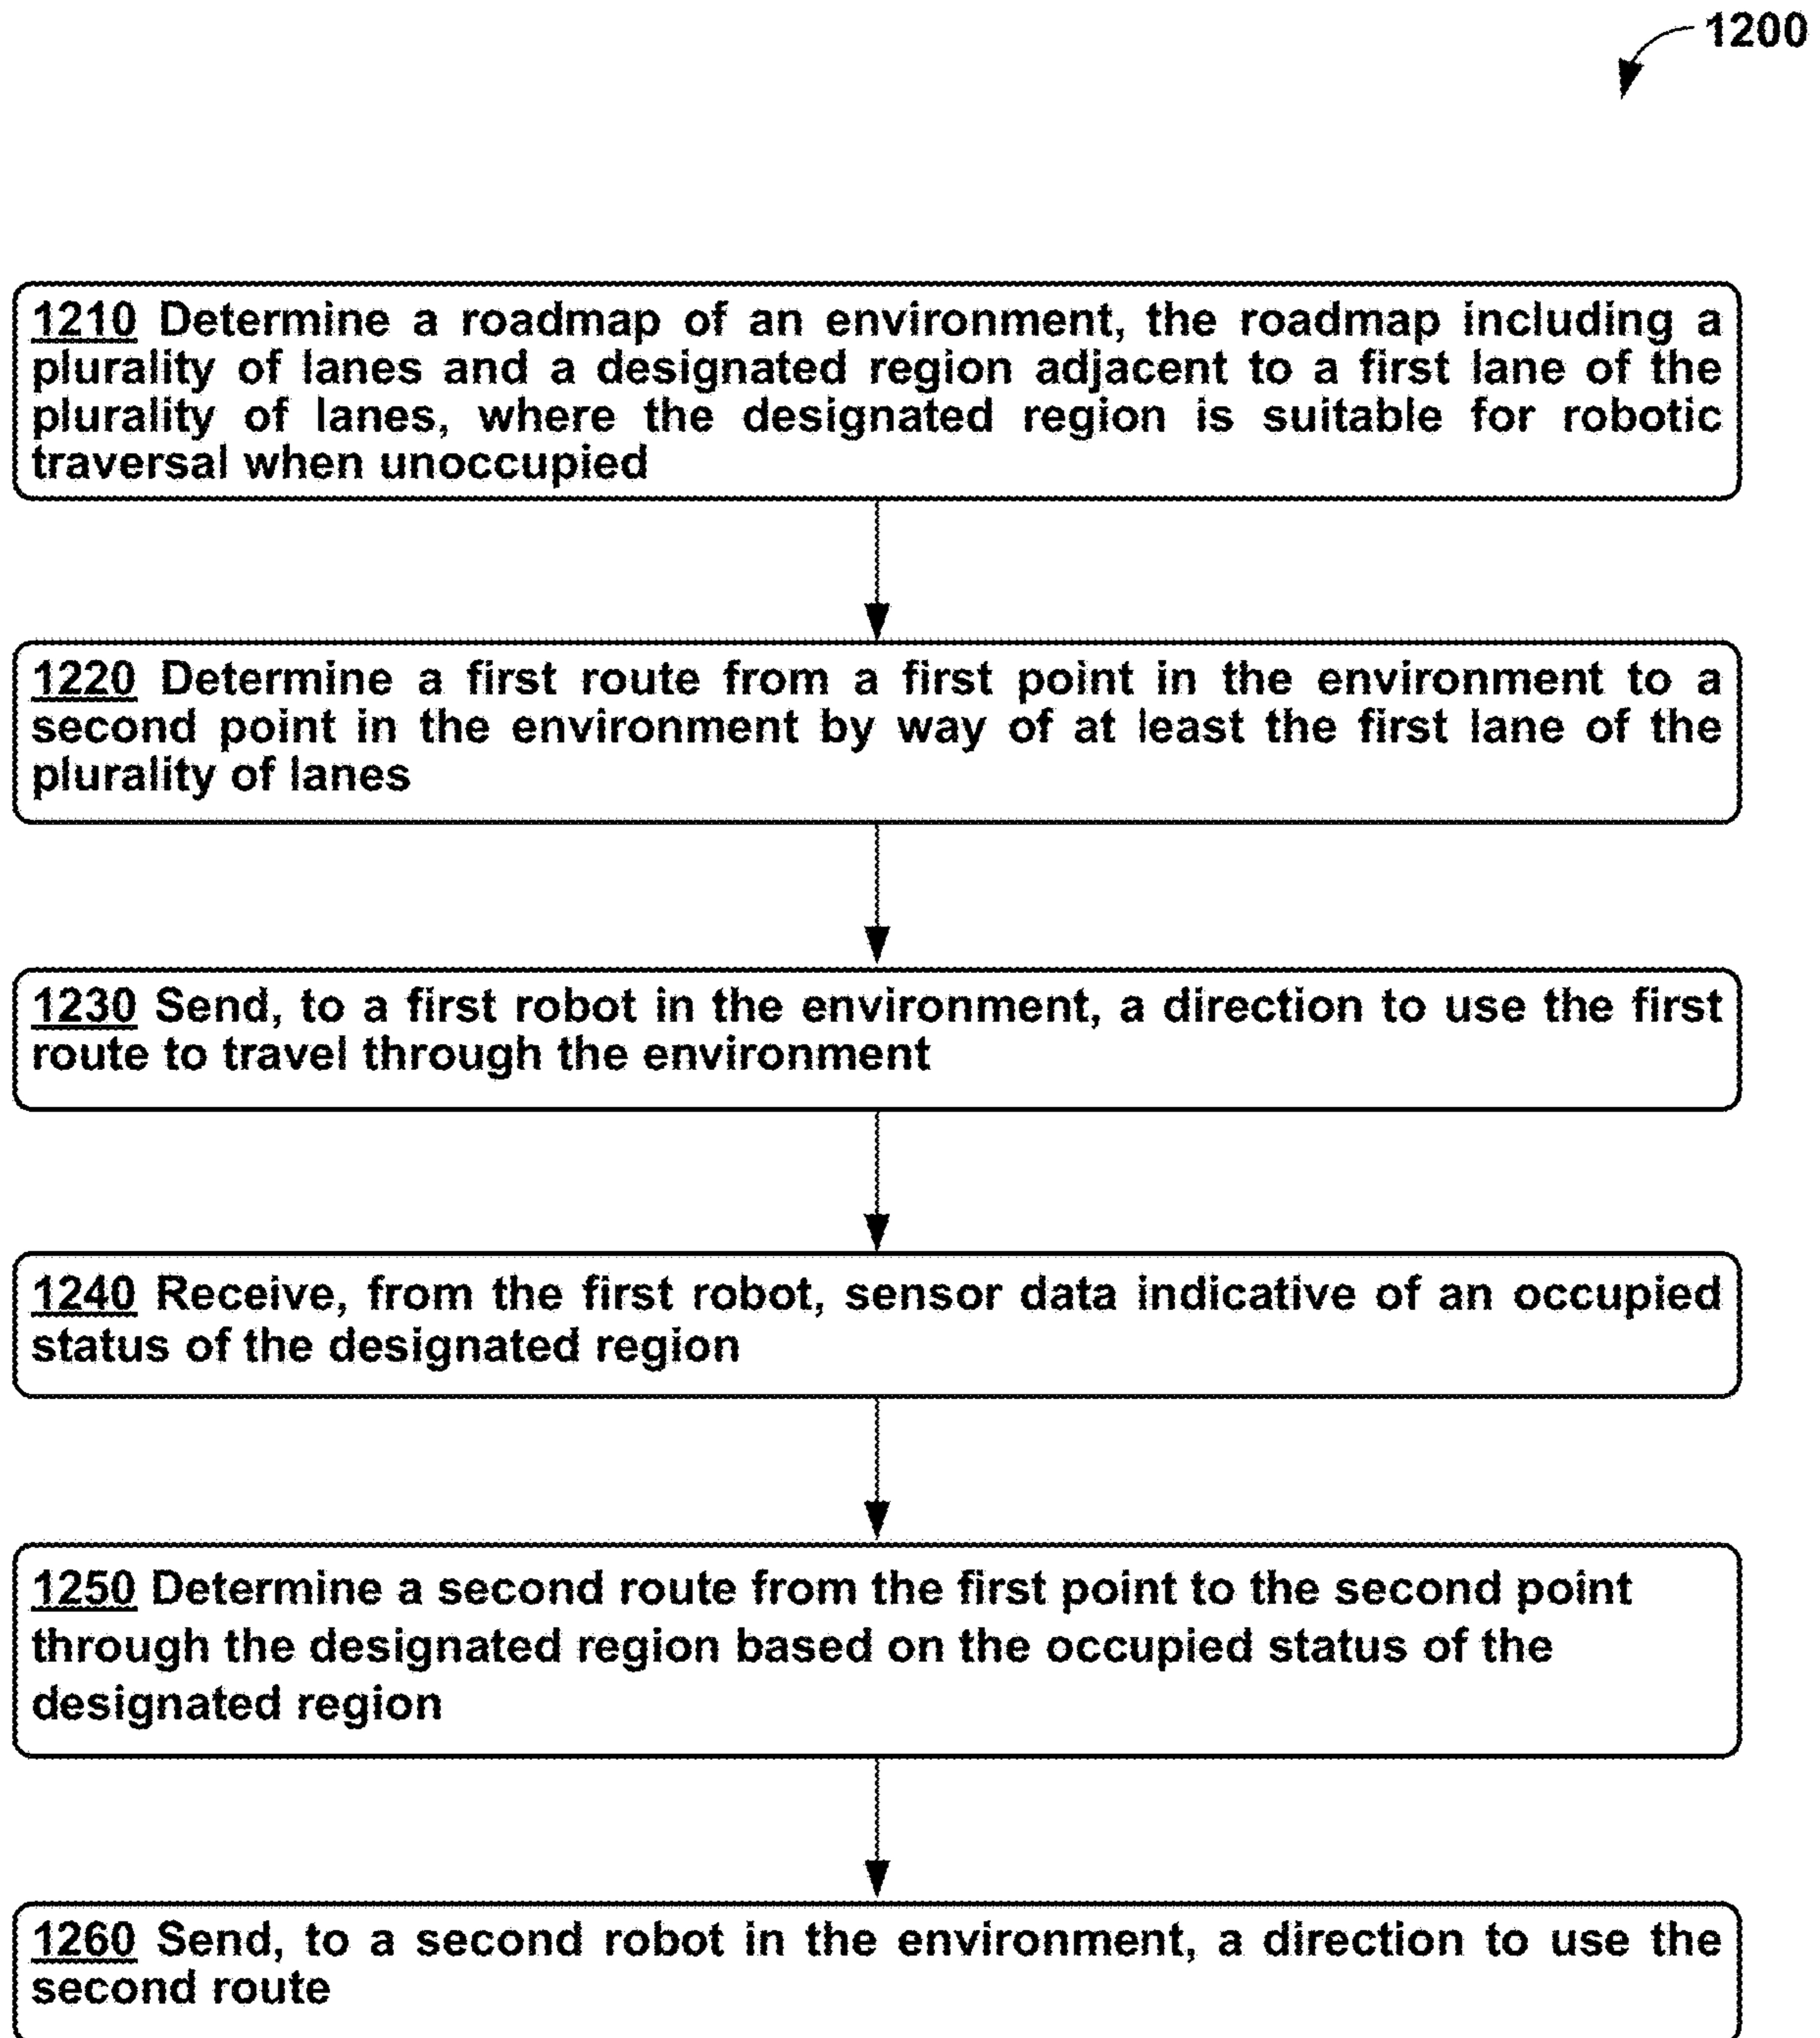 1200
1210 Determine a roadmap of an environment, the roadmap including a
plurality of lanes and a designated region adjacent to a first lane of the
plurality of lanes, where the designated region is suitable for robotic
traversal when unoccupied
1220 Determine a first route from a first point in the environment to a
second point in the environment by way of at least the first lane of the
plurality of lanes
1230 Send, to a first robot in the environment, a direction to use the first
route to travel through the environment
1240 Receive, from the first robot, sensor data indicative of an occupied
status of the designated region
1250 Determine a second route from the first point to the second point
through the designated region based on the occupied status of the
designated region
1260 Send, to a second robot in the environment, a direction to use the
second route